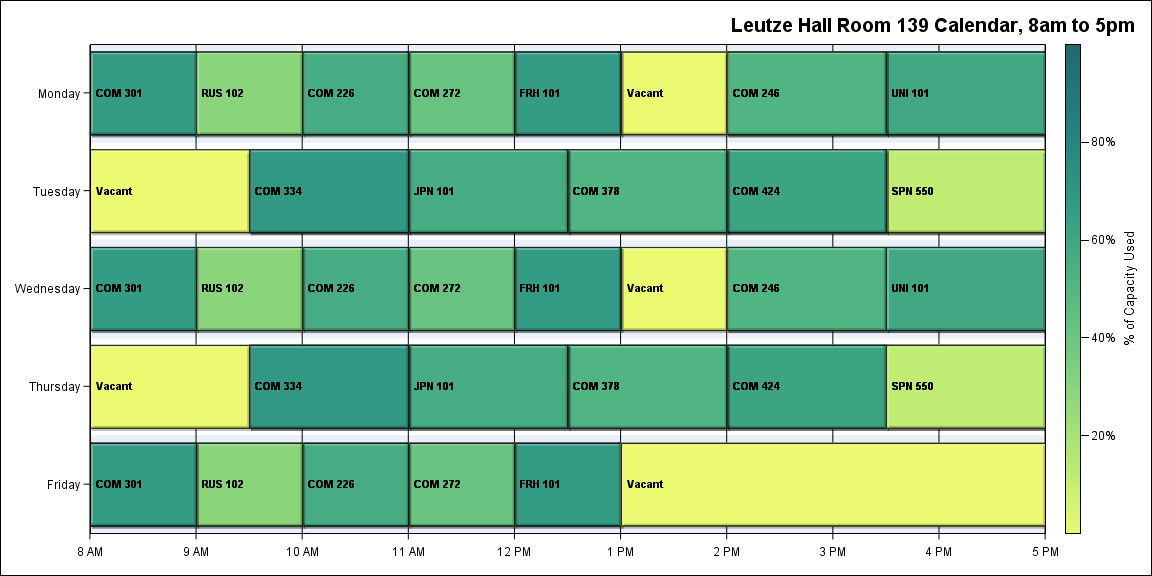 Leutze Hall Room 139 Calendar, 8am to 5pm
Monday
COM 301
RUS 102
COM 226
COM 272
FRH 101
Vacant
COM 246
UNI 101
Tuesday
Vacant
COM 334
JPN 101
COM 378
COM 424
SPN 550
Wednesday
COM 301
RUS 102
COM 226
COM 272
FRH 101
Vacant
COM 246
UNI 101
Thursday
Vacant
COM 334
JPN 101
COM 378
COM 424
SPN 550
Friday
COM 301
RUS 102
COM 226
COM 272
FRH 101
Vacant
8 AM
9 AM
10 AM
11 AM
12 PM
1 PM
2 PM
3 PM
4 PM
5 PM
80%
60%
40%
20%
% of Capacity Used